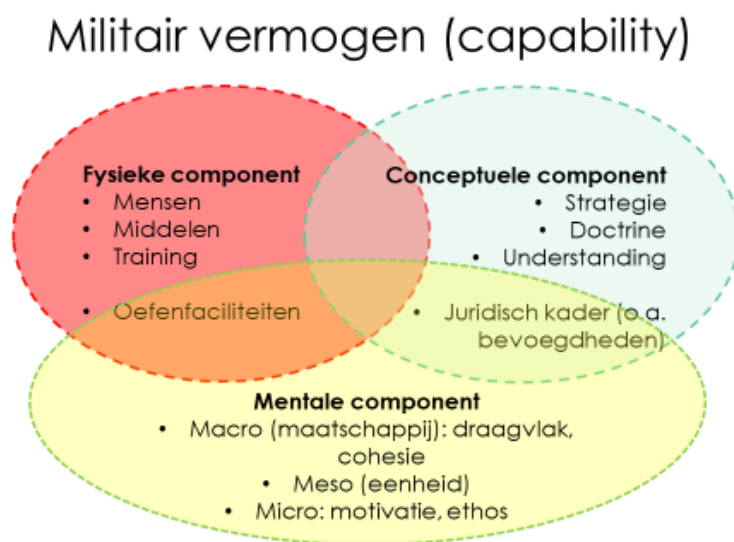 Militair vermogen (capability)
Fysieke component
• Mensen
• Middelen
• Training
• Oefenfaciliteiten
Conceptuele component
• Strategie
• Doctrine
• Understanding
• Juridisch kader (o.a.
bevoegdheden)
Mentale component
• Macro (maatschappij): draagvlak,
cohesie
• Meso (eenheid)
• Micro: motivatie, ethos